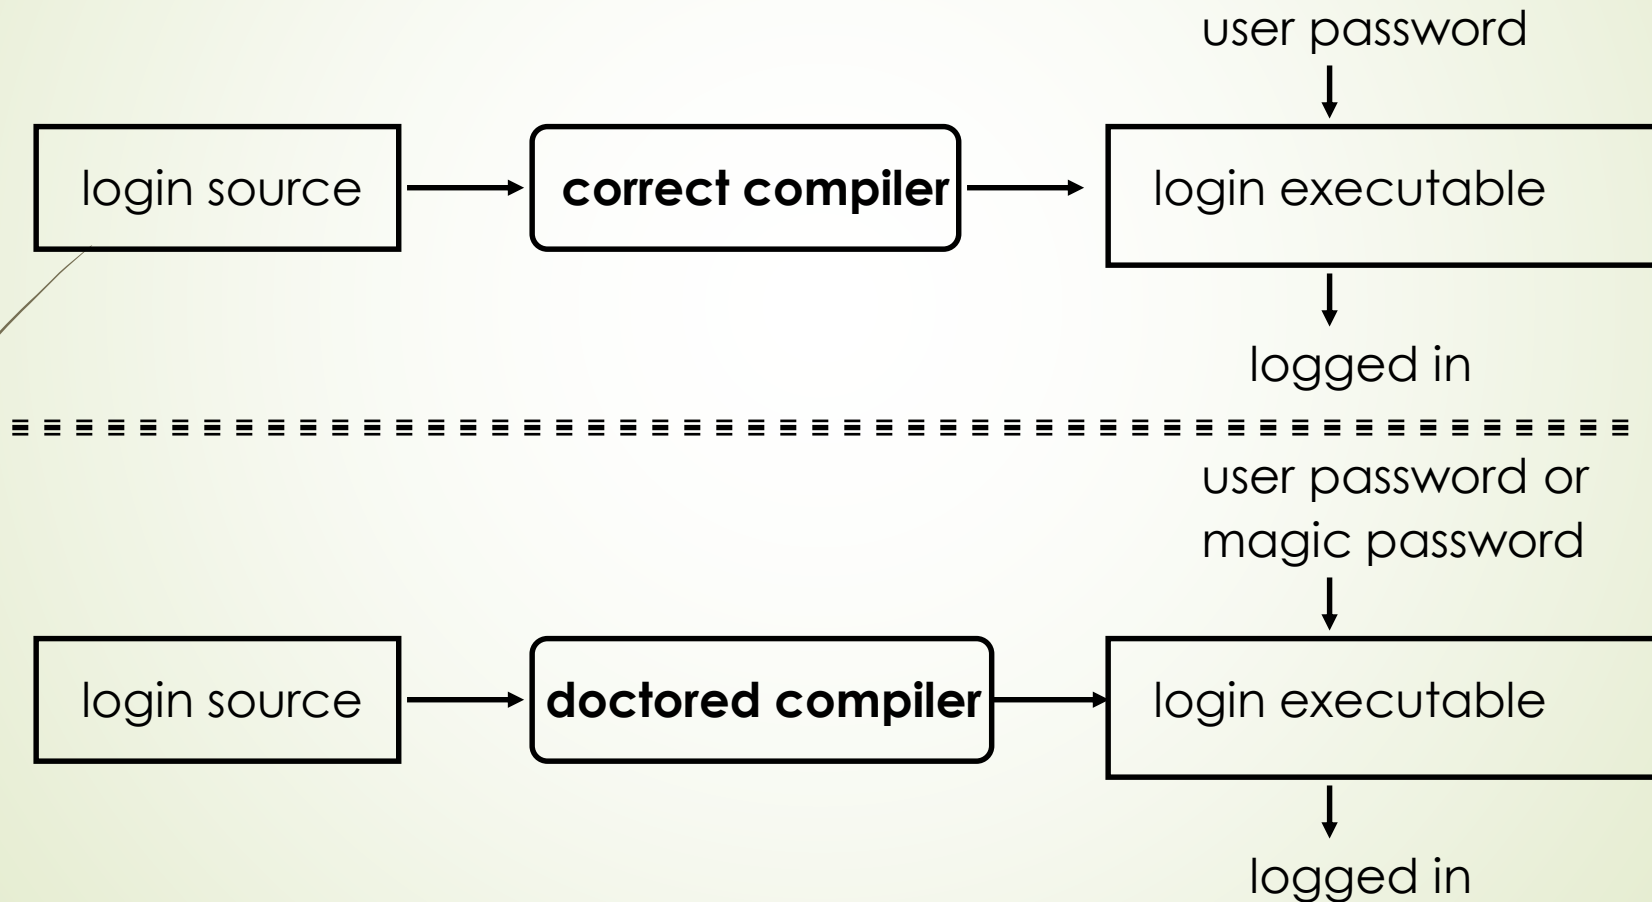 user password
login source
correct compiler
login executable
logged in
user password or
magic password
login source
doctored compiler
login executable
logged in